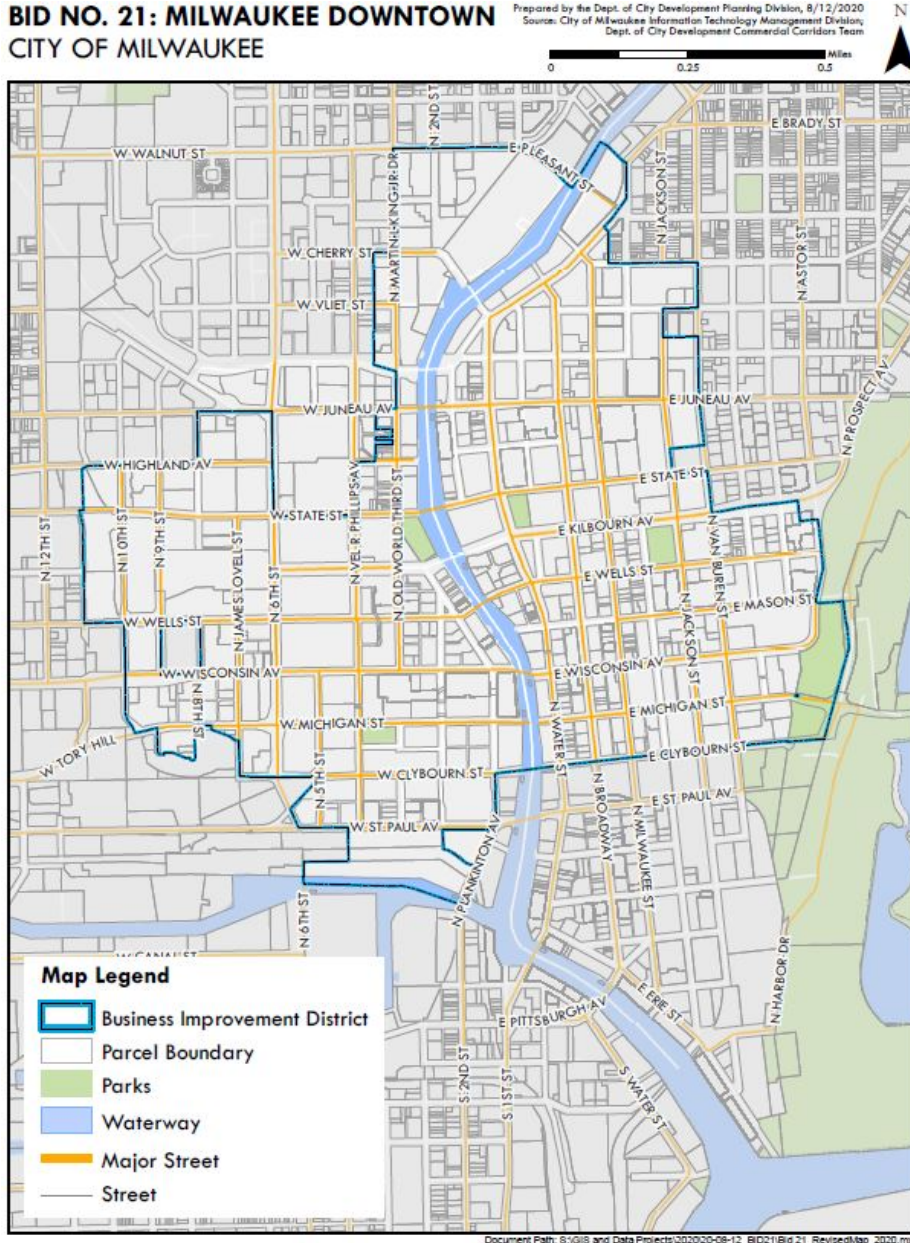 BID NO. 21: MILWAUKEE DOWNTOWN
CITY OF MILWAUKEE
Prepared by the Dept. of City Development Planning Division, 8/12/2020
Source: City of Milwaukee Information Technology Management Division;
Dept. of City Development Commercial Corridors Team
N
Miles
0 0.25 0.5
N 2ND ST
E BRADY ST
W WALNUT ST
E PLEASANT ST
N JACKSON ST
N MARTIN L KING JR DR
W CHERRY ST
N ASTOR ST
W VLIET ST
N PROSPECT AV
W JUNEAU AV
E JUNEAU AV
W HIGHLAND AV
E STATE ST
W STATE ST
N 12TH ST
N 10TH ST
N 9TH ST
N JAMES LOVELL ST
N 6TH ST
N VEL R PHILLIPS AV
N OLD WORLD THIRD ST
E KILBOURN AV
N VAN BUREN ST
E WELLS ST
N JACKSON ST
E MASON ST
W WELLS ST
W WISCONSIN AV
E WISCONSIN AV
N 8TH ST
W MICHIGAN ST
N WATER ST
E MICHIGAN ST
W TORY HILL
N 5TH ST
W CLYBOURN ST
E CLYBOURN ST
N BROADWAY
E ST PAUL AV
W ST PAUL AV
N PLANKINTON AV
N MILWAUKEE ST
N 6TH ST
W CANAL ST
N HARBOR DR
E ERIE ST
E PITTSBURGH AV
S 2ND ST
S 1ST ST
S WATER ST
Map Legend
Business Improvement District
Parcel Boundary
Parks
Waterway
Major Street
Street